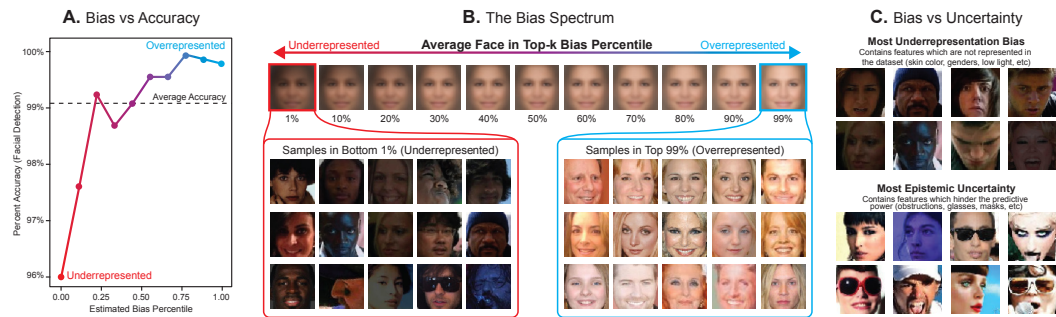 A. Bias vs Accuracy
100%
99%
98%
97%
96%
Percent Accuracy (Facial Detection)
Overrepresented
Average Accuracy
Underrepresented
0.00 0.25 0.50 0.75 1.00
Estimated Bias Percentile
B. The Bias Spectrum
Underrepresented Average Face in Top-k Bias Percentile Overrepresented
1% 10% 20% 30% 40% 50% 60% 70% 80% 90% 99%
Samples in Bottom 1% (Underrepresented)
Samples in Top 99% (Overrepresented)
C. Bias vs Uncertainty
Most Underrepresentation Bias
Contains features which are not represented in
the dataset (skin color, genders, low light, etc)
Most Epistemic Uncertainty
Contains features which hinder the predictive
power (obstructions, glasses, masks, etc)